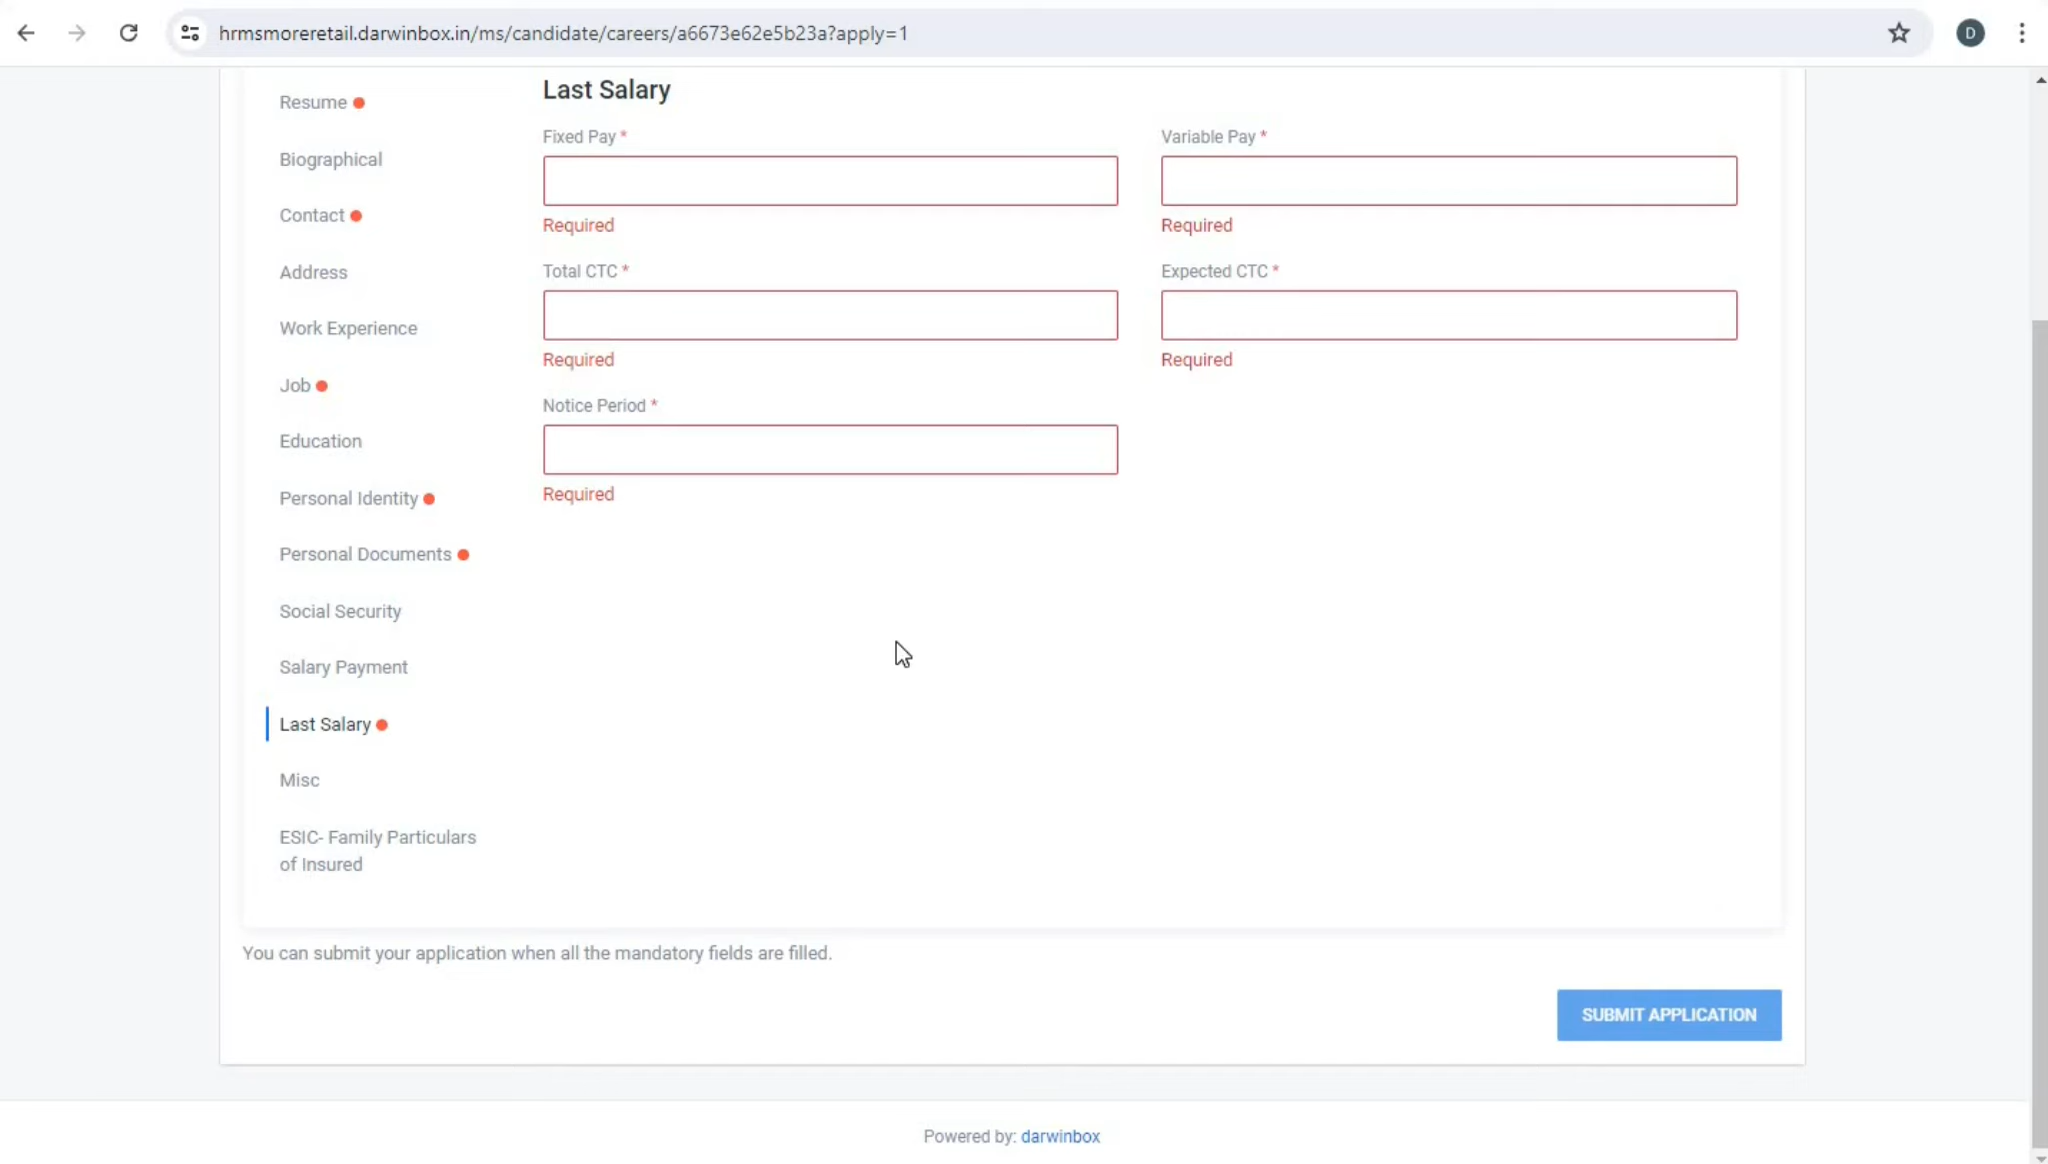 hrmsmoreretail.darwinbox.in/ms/candidate/careers/a6673e62e5b23a?apply=1
D
Resume
Biographical
Contact
Address
Work Experience
Job
Education
Personal Identity
Personal Documents
Social Security
Salary Payment
Last Salary
Misc
ESIC- Family Particulars
of Insured
Last Salary
Fixed Pay *
Required
Variable Pay *
Required
Total CTC *
Required
Expected CTC *
Required
Notice Period *
Required
You can submit your application when all the mandatory fields are filled.
SUBMIT APPLICATION
Powered by: darwinbox